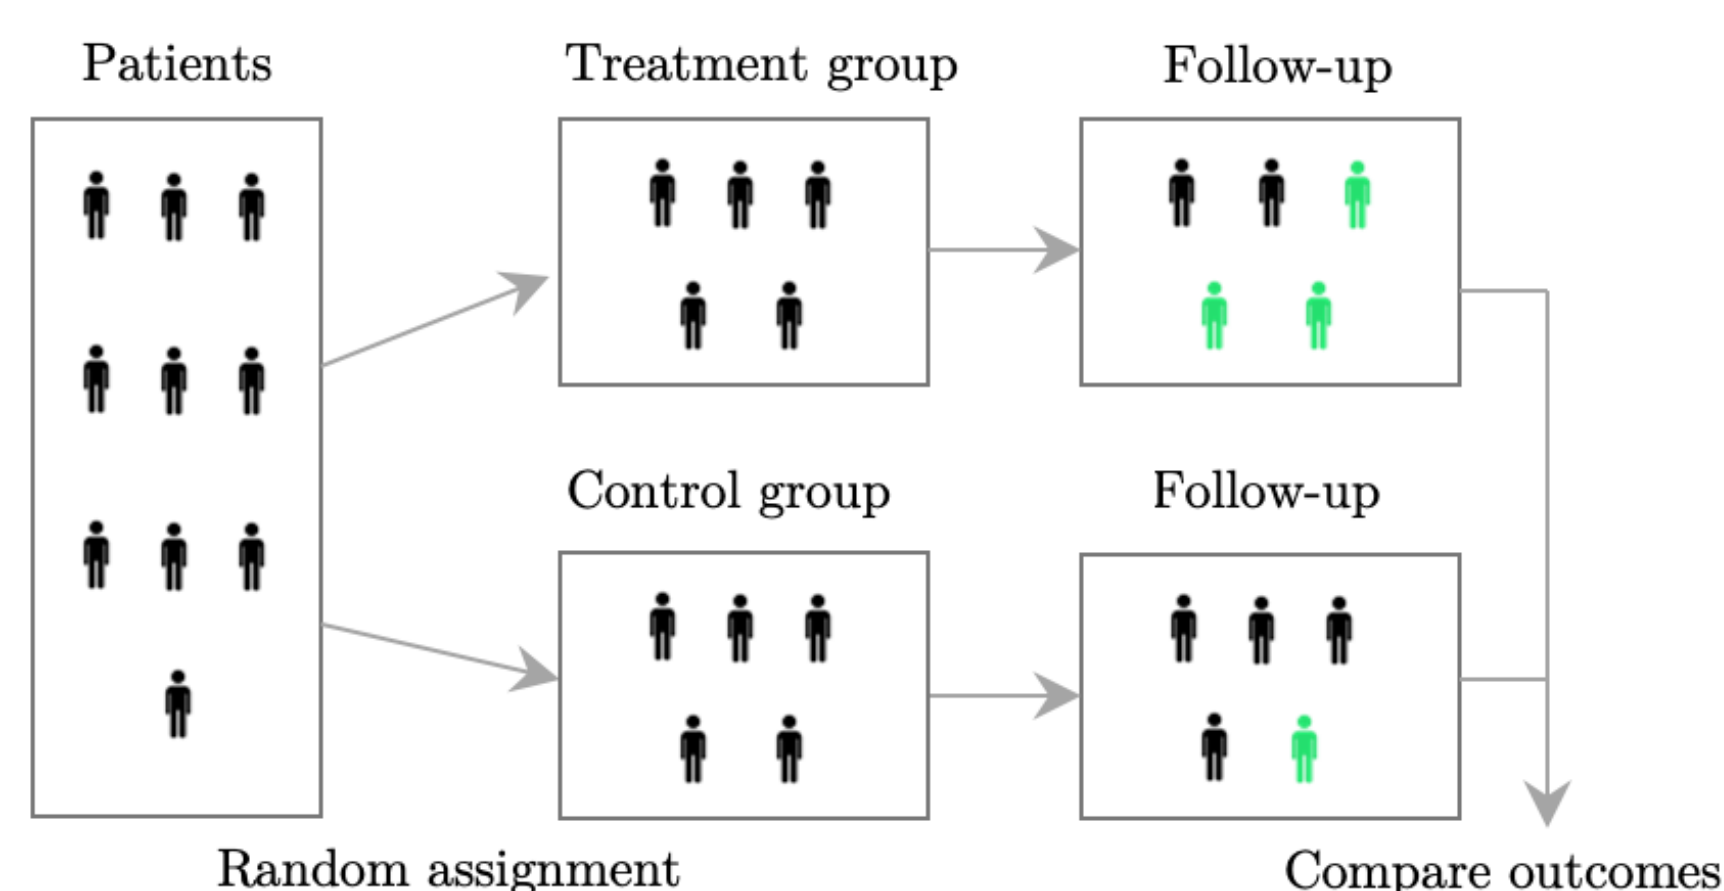 Patients
Treatment group
Follow-up
Control group
Follow-up
Random assignment
Compare outcomes